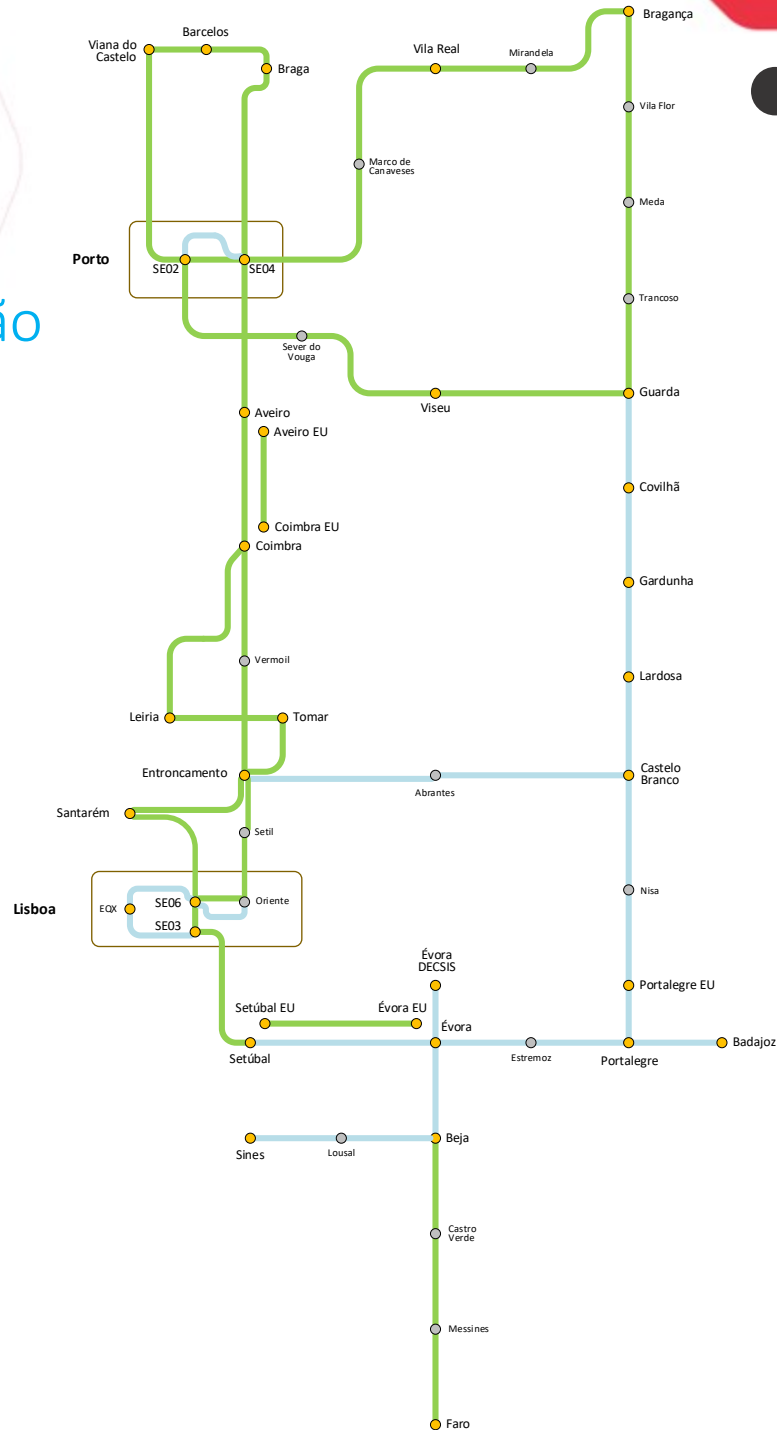 Bragança
Barcelos
Viana do
Castelo
Vila Real
Mirandela
Braga
Vila Flor
Marco de
Canaveses
Meda
Porto
SE02
SE04
Trancoso
ão
Sever do
Vouga
Guarda
Viseu
Aveiro
Aveiro EU
Covilhã
Coimbra EU
Coimbra
Gardunha
Vermoil
Lardosa
Leiria
Tomar
Entroncamento
Castelo
Branco
Abrantes
Santarém
Setil
Nisa
Lisboa
EQX
SE06
Oriente
SE03
Évora
DECSIS
Portalegre EU
Setúbal EU
Évora EU
Évora
Setúbal
Estremoz
Portalegre
Badajoz
Beja
Sines
Lousal
Castro
Verde
Messines
Faro